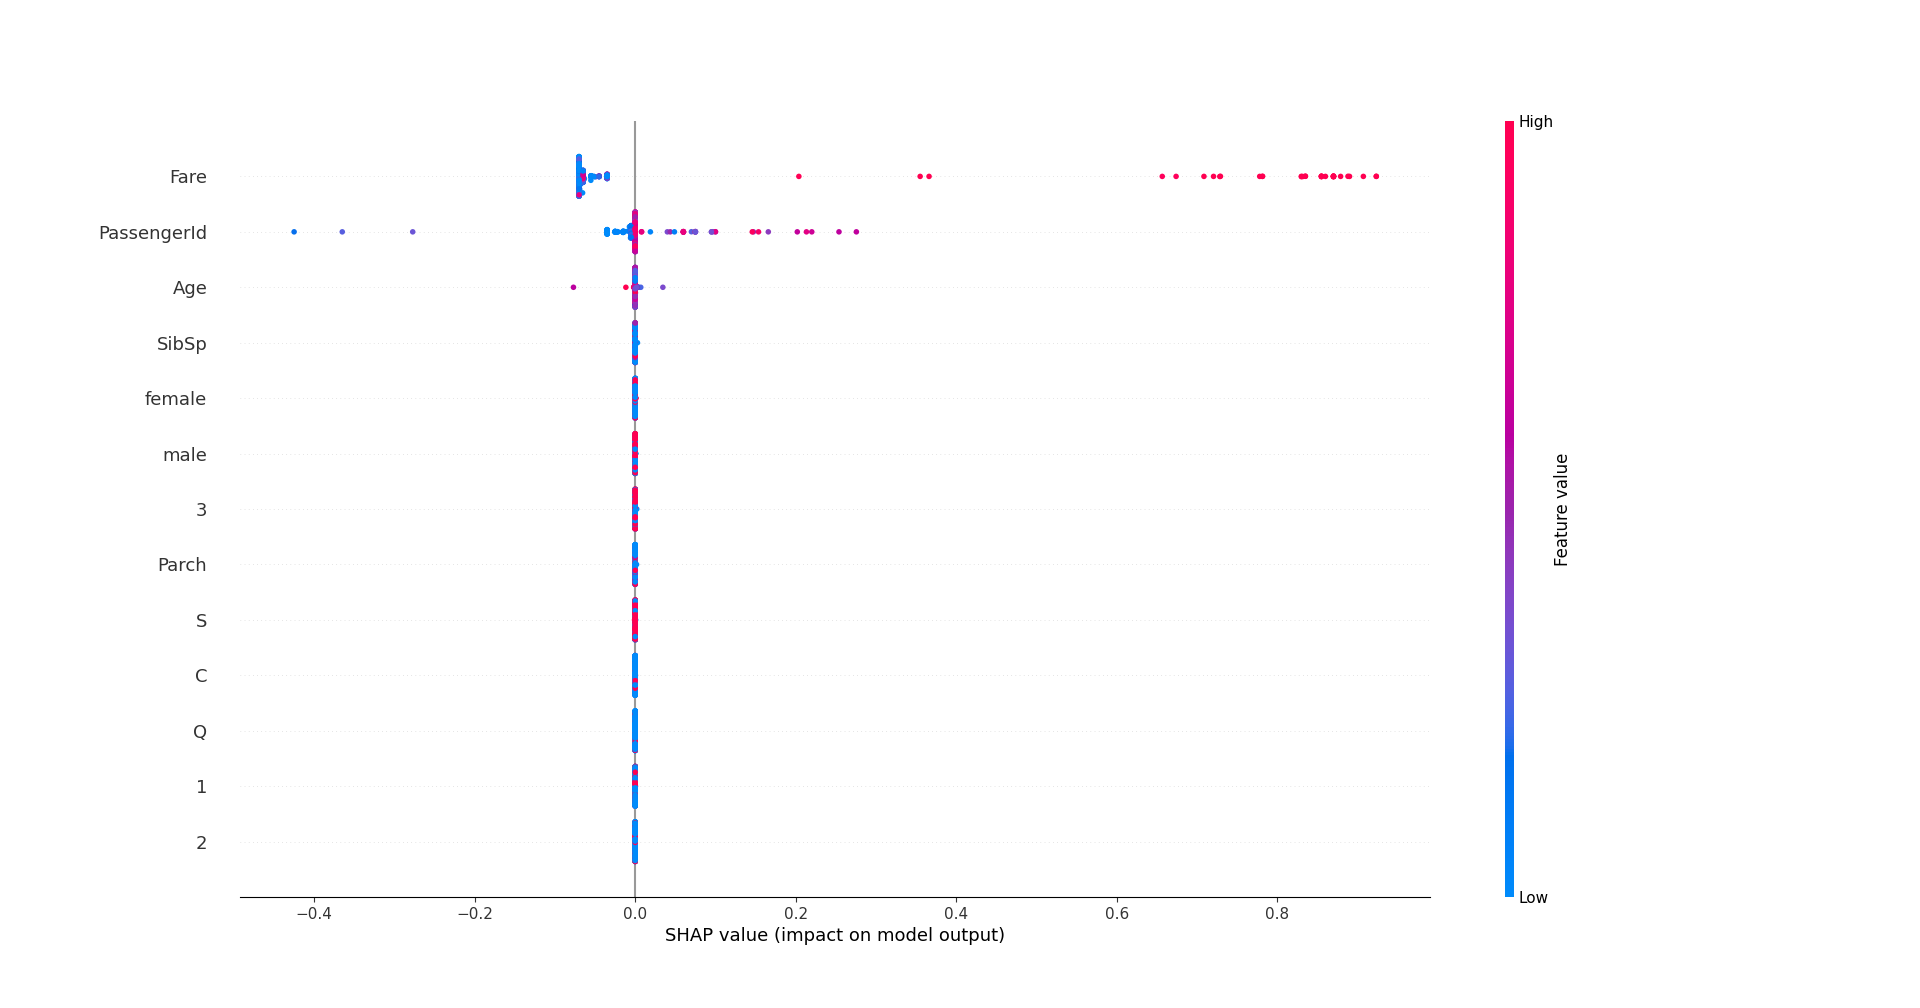 High
Fare
PassengerId
Age
SibSp
female
male
3
Parch
S
C
Q
1
2
Feature value
Low
−0.4 −0.2 0.0 0.2 0.4 0.6 0.8
SHAP value (impact on model output)